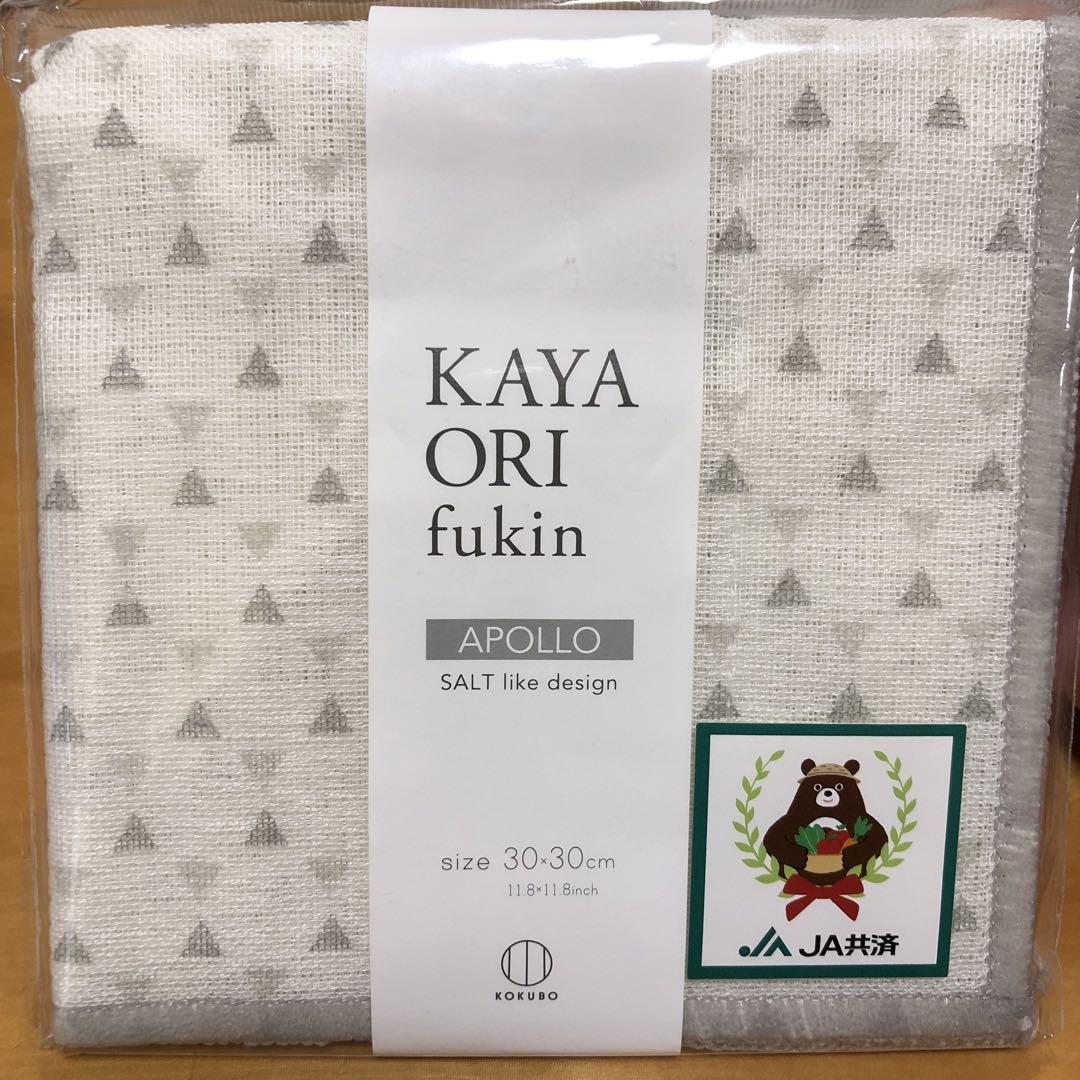 KAYA
ORI
fukin
APOLLO
SALT like design
size 30×30cm
11.8×11.8inch
KOKUBO
JA JA共済